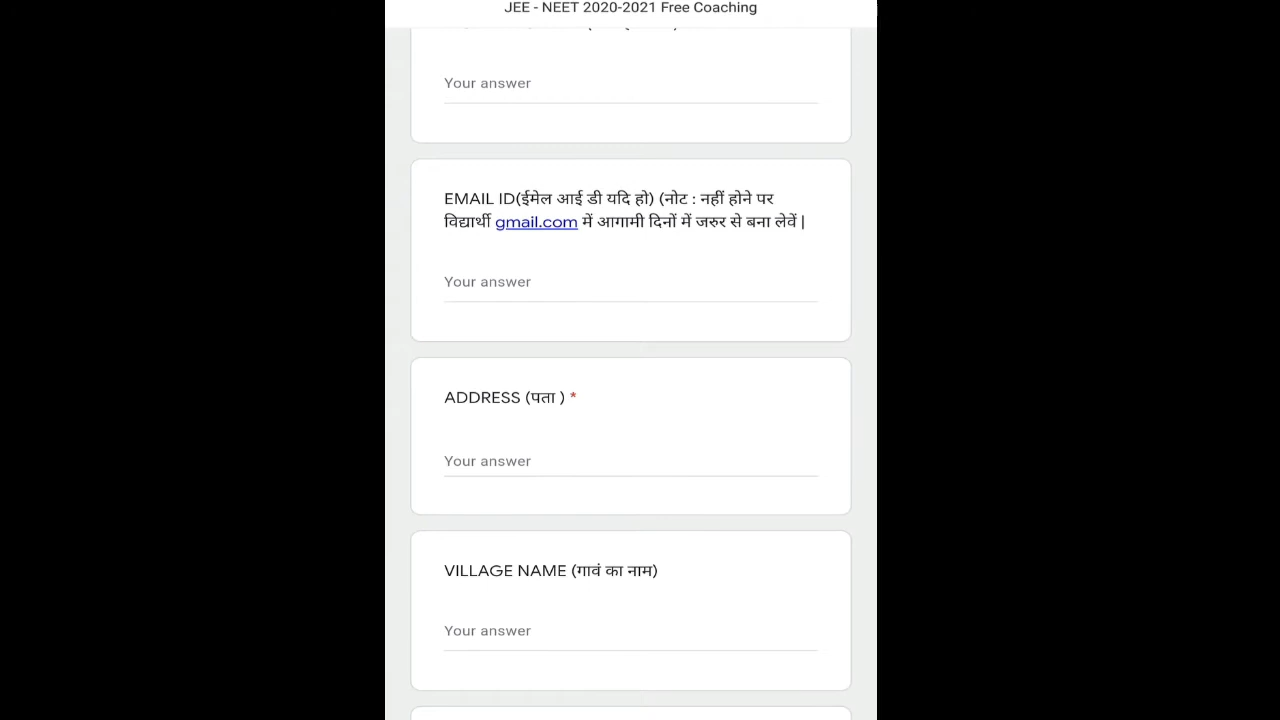 JEE - NEET 2020-2021 Free Coaching
Your answer
EMAIL ID(ईमेल आई डी यदि हो) (नोट : नहीं होने पर
विद्यार्थी gmail.com में आगामी दिनों में जरुर से बना लेवें |
Your answer
ADDRESS (पता ) *
Your answer
VILLAGE NAME (गावं का नाम)
Your answer